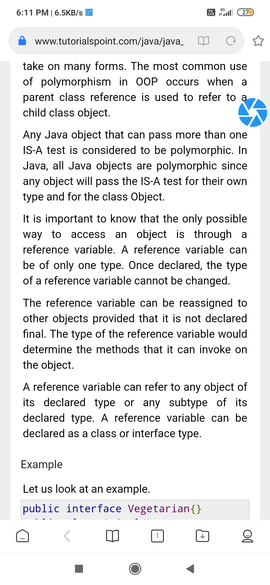 6:11 PM | 6.5KB/s
27
www.tutorialspoint.com/java/java_
take on many forms. The most common use
of polymorphism in OOP occurs when a
parent class reference is used to refer to a
child class object.
Any Java object that can pass more than one
IS-A test is considered to be polymorphic. In
Java, all Java objects are polymorphic since
any object will pass the IS-A test for their own
type and for the class Object.
It is important to know that the only possible
way to access an object is through a
reference variable. A reference variable can
be of only one type. Once declared, the type
of a reference variable cannot be changed.
The reference variable can be reassigned to
other objects provided that it is not declared
final. The type of the reference variable would
determine the methods that it can invoke on
the object.
A reference variable can refer to any object of
its declared type or any subtype of its
declared type. A reference variable can be
declared as a class or interface type.
Example
Let us look at an example.
public interface Vegetarian{}
1